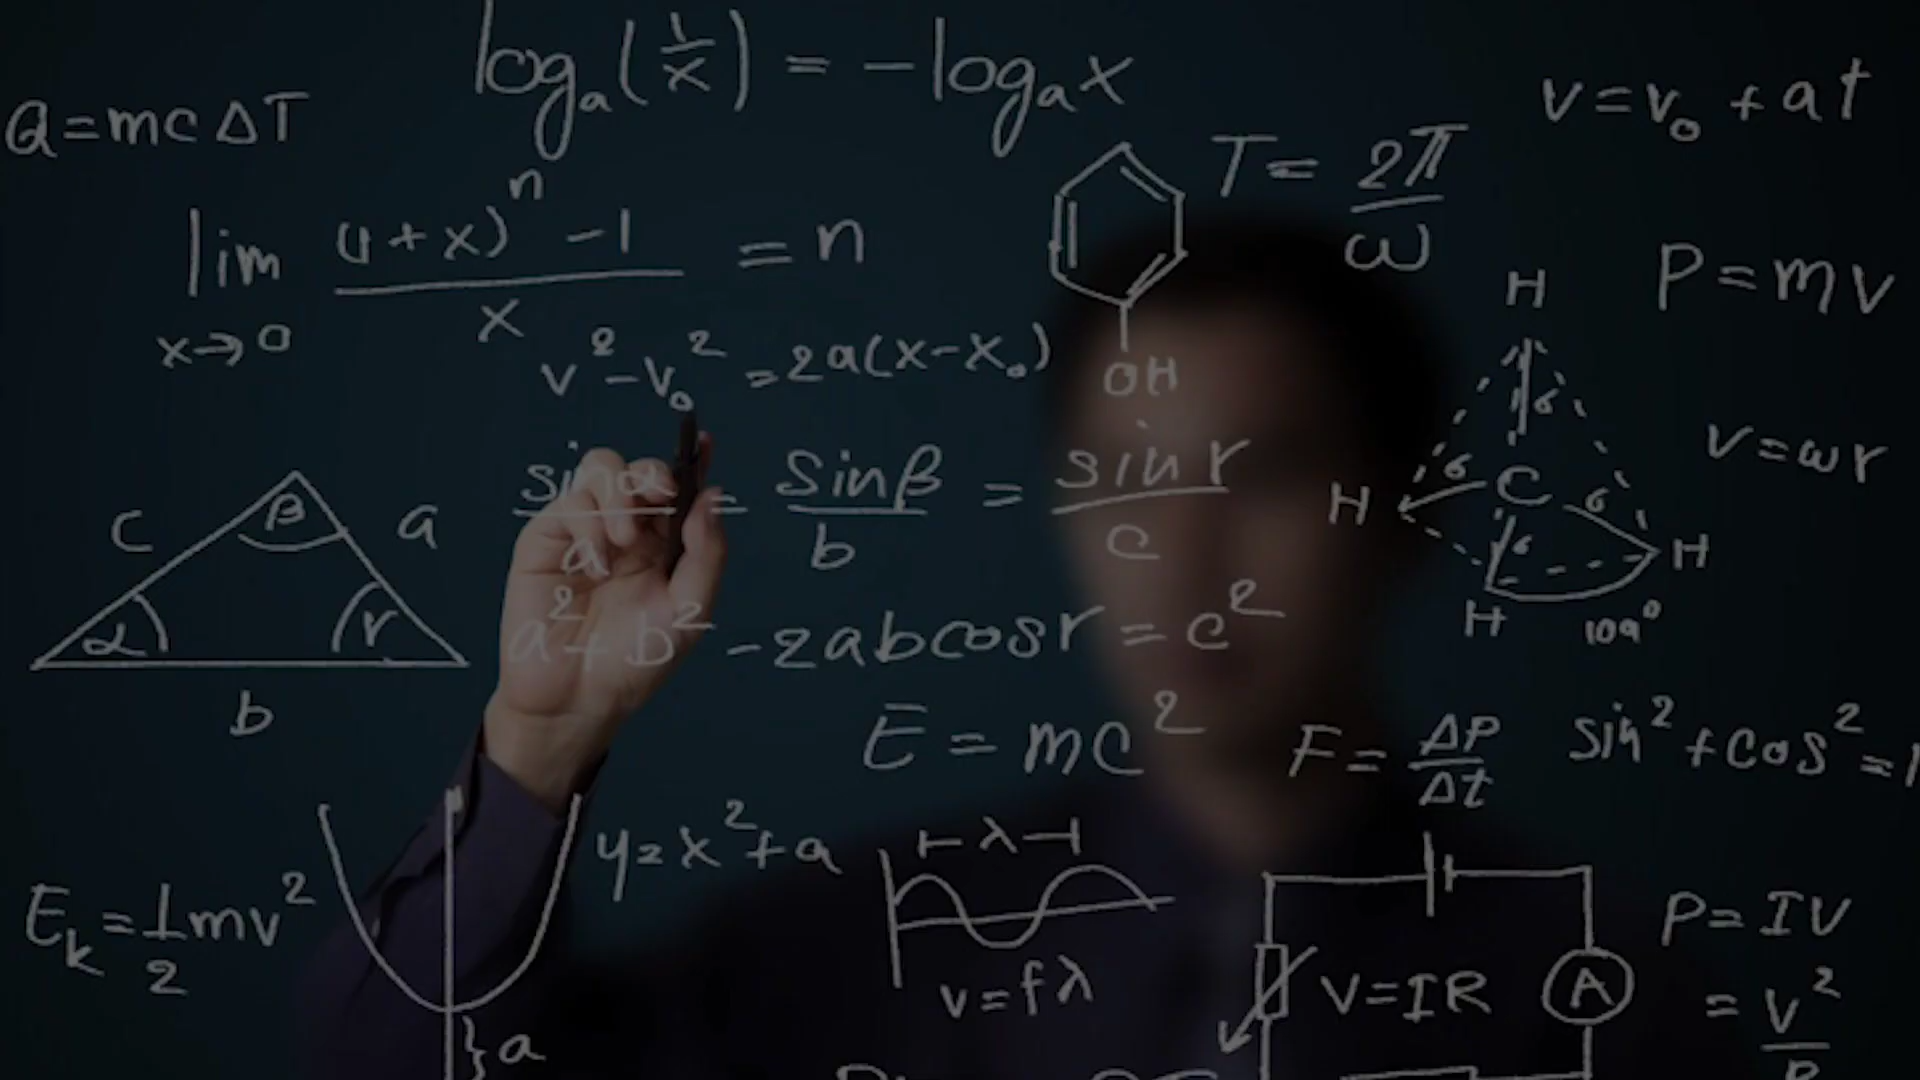 logₐ(1/x) = -logₐx
Q=mcΔT
v=v₀+at
T=2π/ω
lim x→0 ((1+x)ⁿ-1)/x = n
P=mv
v²-v₀²=2a(x-x₀)
OH
H
σ
v=ωr
sinα/a = sinβ/b = sinr/c
σ C σ
H
H
σ
H
109°
β
c
a
α
r
b
a²+b²-2abcosr=c²
E=mc²
F=ΔP/Δt
sin²+cos²=1
y=x²+a
λ
Eₖ=1/2mv²
P=IV
v=fλ
V=IR
A
=V²/R
a